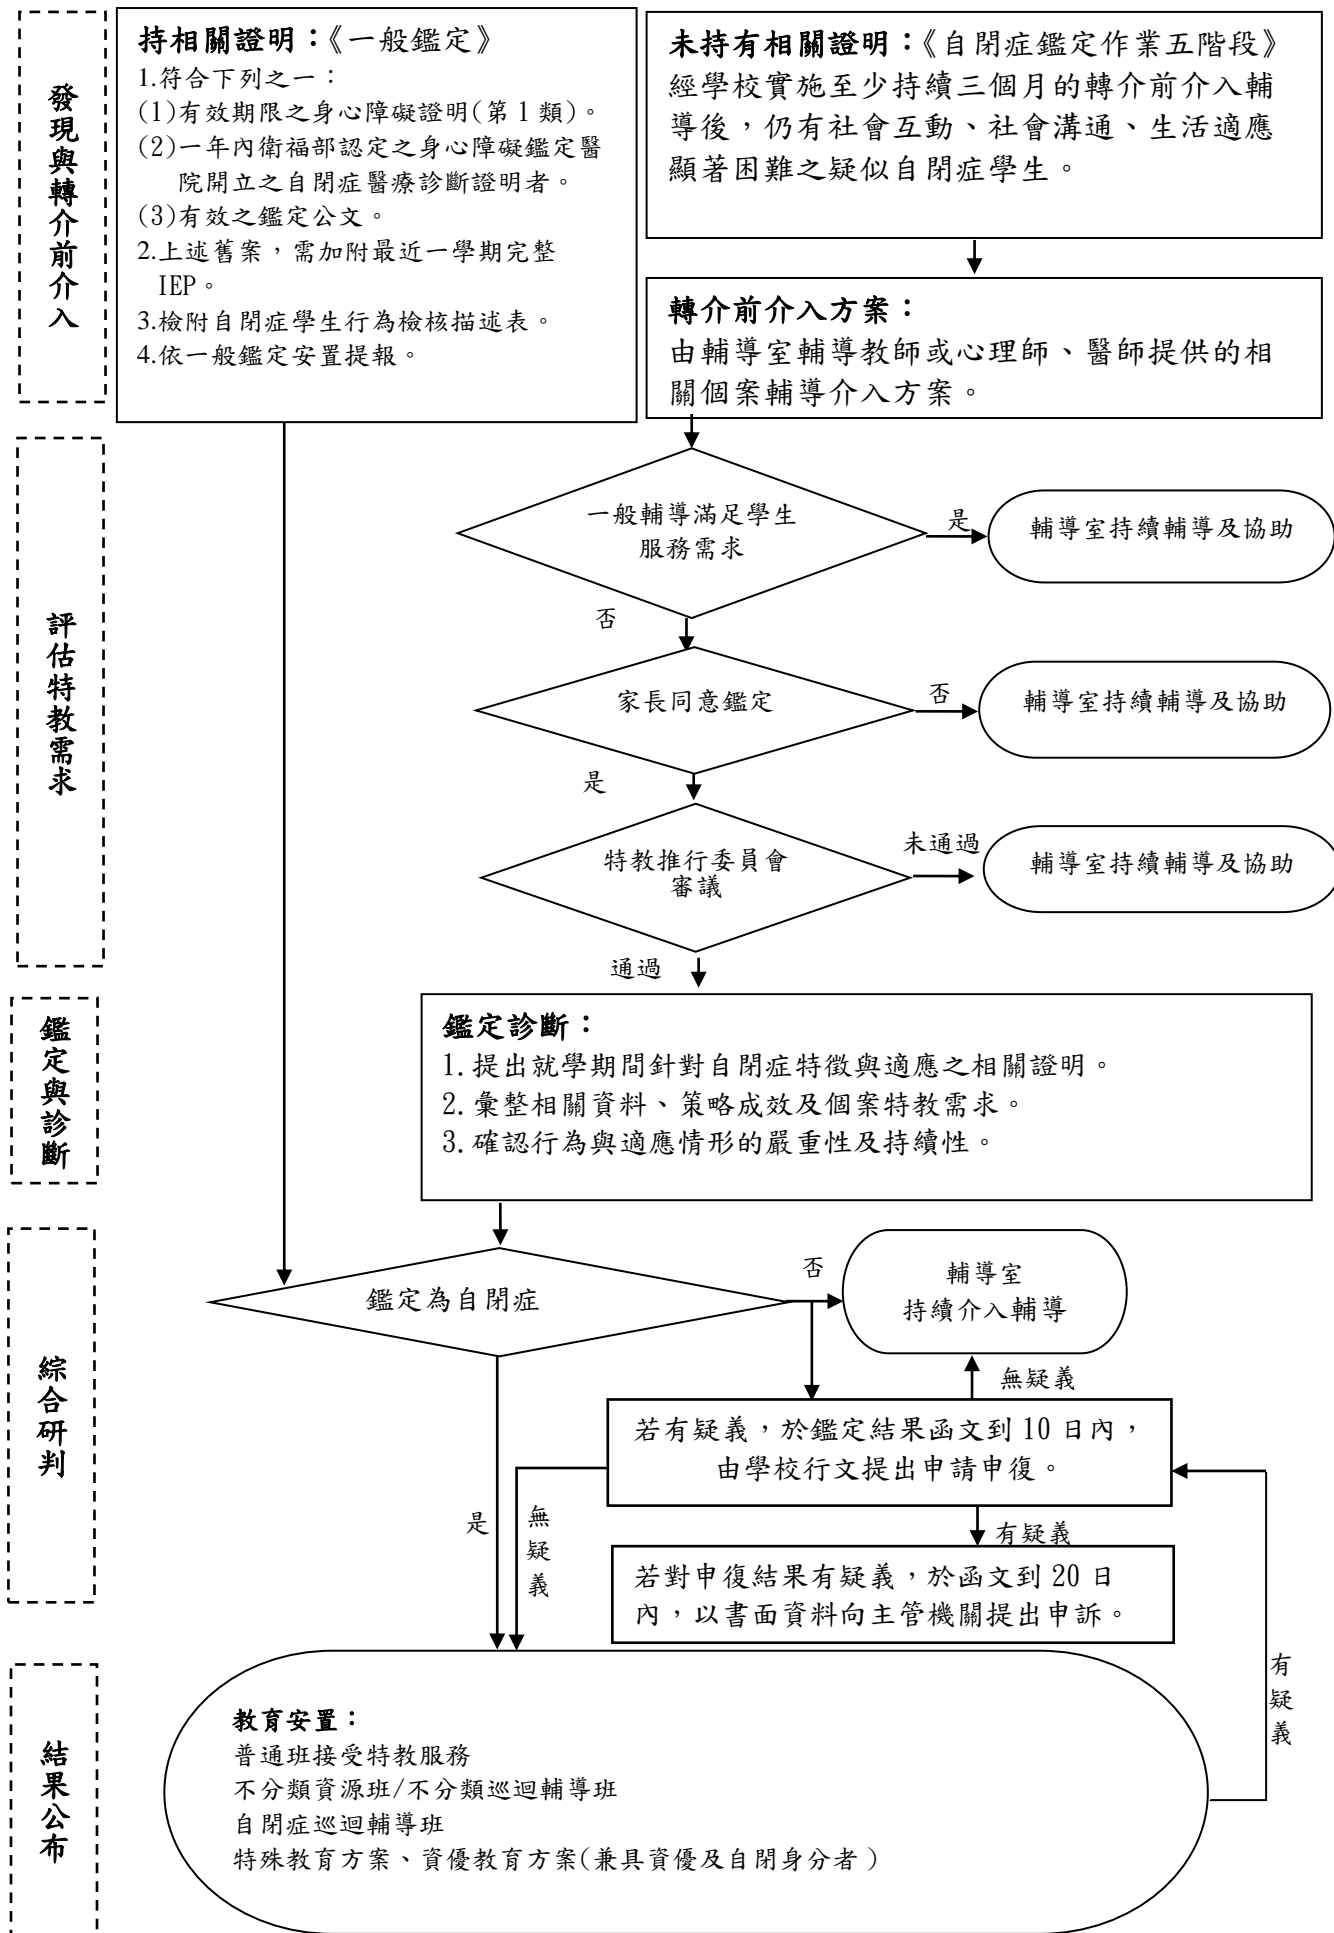 發現與轉介前介入
持相關證明：《一般鑑定》
1.符合下列之一：
(1)有效期限之身心障礙證明(第 1 類)。
(2)一年內衛福部認定之身心障礙鑑定醫
院開立之自閉症醫療診斷證明者。
(3)有效之鑑定公文。
2.上述舊案，需加附最近一學期完整
IEP。
3.檢附自閉症學生行為檢核描述表。
4.依一般鑑定安置提報。
未持有相關證明：《自閉症鑑定作業五階段》
經學校實施至少持續三個月的轉介前介入輔
導後，仍有社會互動、社會溝通、生活適應
顯著困難之疑似自閉症學生。
轉介前介入方案：
由輔導室輔導教師或心理師、醫師提供的相
關個案輔導介入方案。
評估特教需求
一般輔導滿足學生
服務需求
是
輔導室持續輔導及協助
否
家長同意鑑定
否
輔導室持續輔導及協助
是
特教推行委員會
審議
未通過
輔導室持續輔導及協助
通過
鑑定與診斷
鑑定診斷：
1.提出就學期間針對自閉症特徵與適應之相關證明。
2.彙整相關資料、策略成效及個案特教需求。
3.確認行為與適應情形的嚴重性及持續性。
綜合研判
鑑定為自閉症
否
輔導室
持續介入輔導
無疑義
若有疑義，於鑑定結果函文到 10 日內，
由學校行文提出申請申復。
是
無疑義
有疑義
若對申復結果有疑義，於函文到 20 日
內，以書面資料向主管機關提出申訴。
有疑義
結果公布
教育安置：
普通班接受特教服務
不分類資源班/不分類巡迴輔導班
自閉症巡迴輔導班
特殊教育方案、資優教育方案(兼具資優及自閉身分者 )